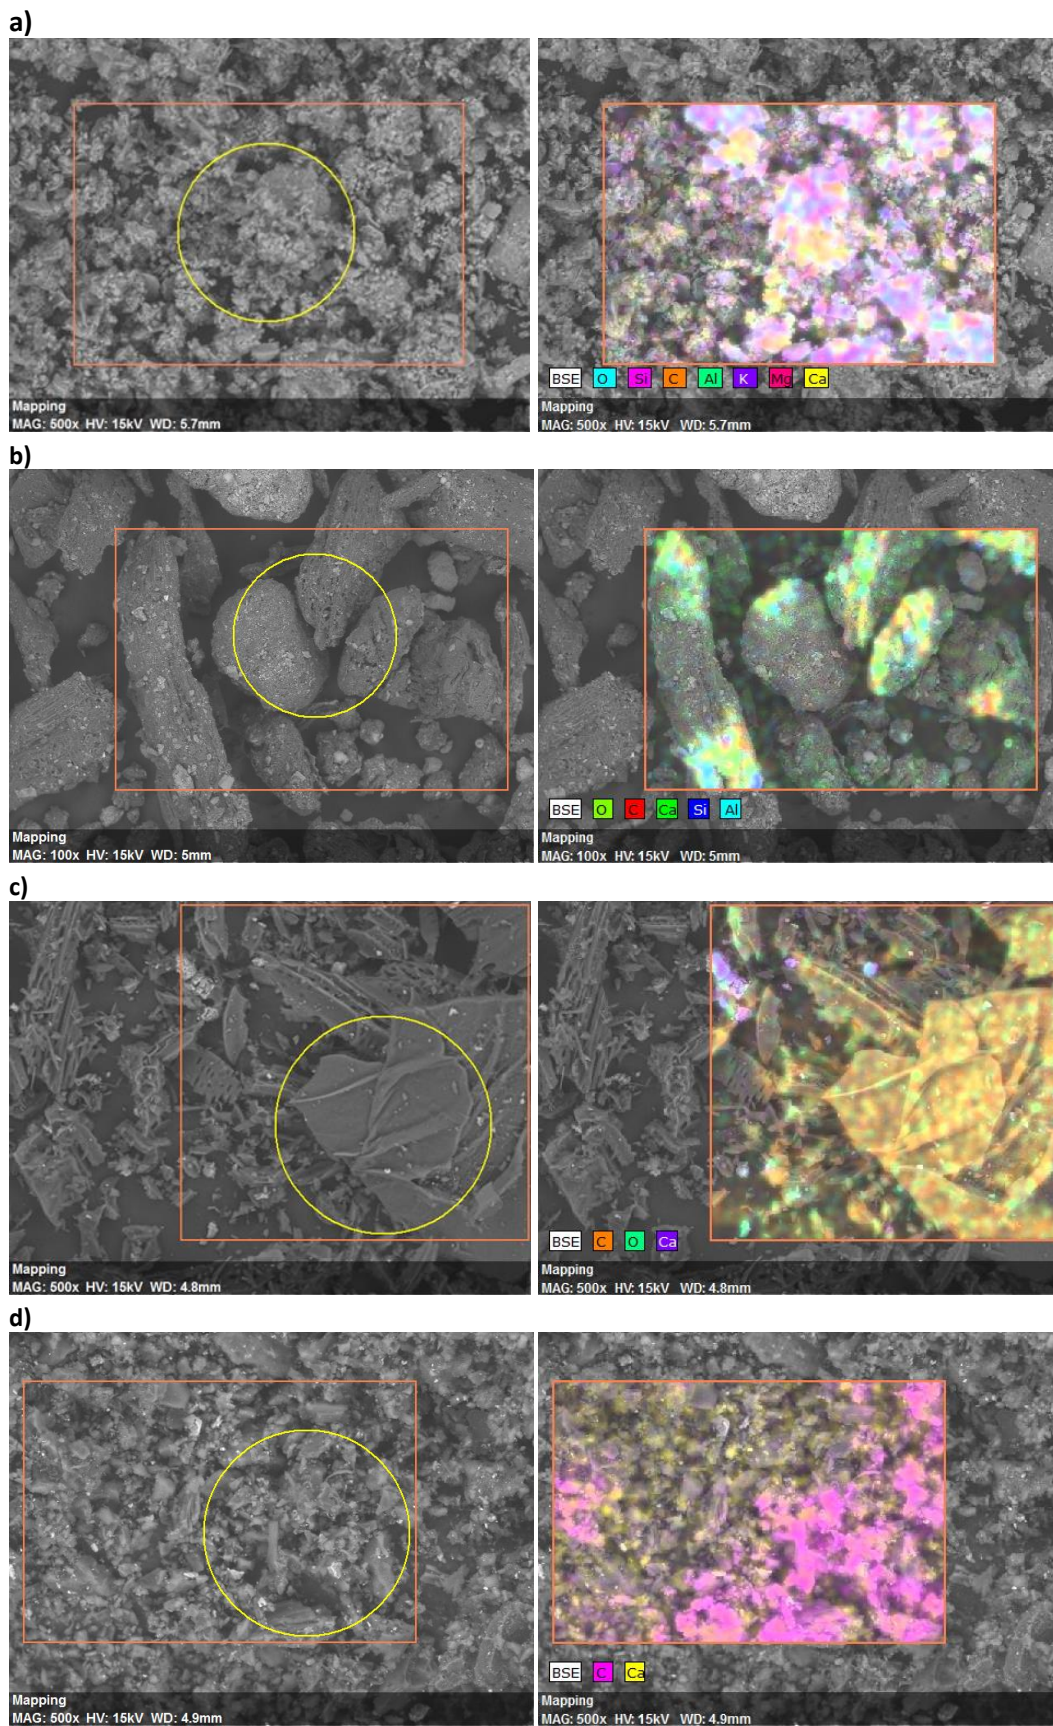 a)
BSE O Si C Al K Mg Ca
Mapping
MAG: 500x HV: 15kV WD: 5.7mm
Mapping
MAG: 500x HV: 15kV WD: 5.7mm
b)
BSE O C Ca Si Al
Mapping
MAG: 100x HV: 15kV WD: 5mm
Mapping
MAG: 100x HV: 15kV WD: 5mm
c)
BSE C O Ca
Mapping
MAG: 500x HV: 15kV WD: 4.8mm
Mapping
MAG: 500x HV: 15kV WD: 4.8mm
d)
BSE C Ca
Mapping
MAG: 500x HV: 15kV WD: 4.9mm
Mapping
MAG: 500x HV: 15kV WD: 4.9mm